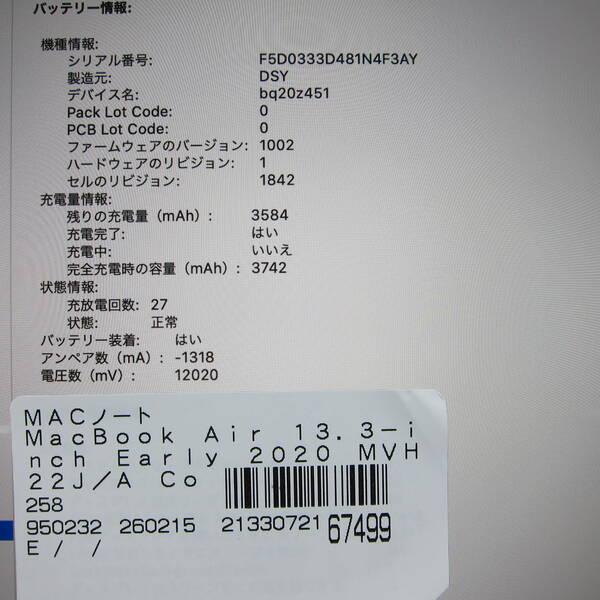 バッテリー情報:
機種情報:
シリアル番号: F5D0333D481N4F3AY
製造元: DSY
デバイス名: bq20z451
Pack Lot Code: 0
PCB Lot Code: 0
ファームウェアのバージョン: 1002
ハードウェアのリビジョン: 1
セルのリビジョン: 1842
充電量情報:
残りの充電量（mAh）: 3584
充電完了: はい
充電中: いいえ
完全充電時の容量（mAh）: 3742
状態情報:
充放電回数: 27
状態: 正常
バッテリー装着: はい
アンペア数（mA）: -1318
電圧数（mV）: 12020
MACノート
MacBook Air 13.3-i
nch Early 2020 MVH
22J/A Co
258
950232 260215 21330721 67499
E / /